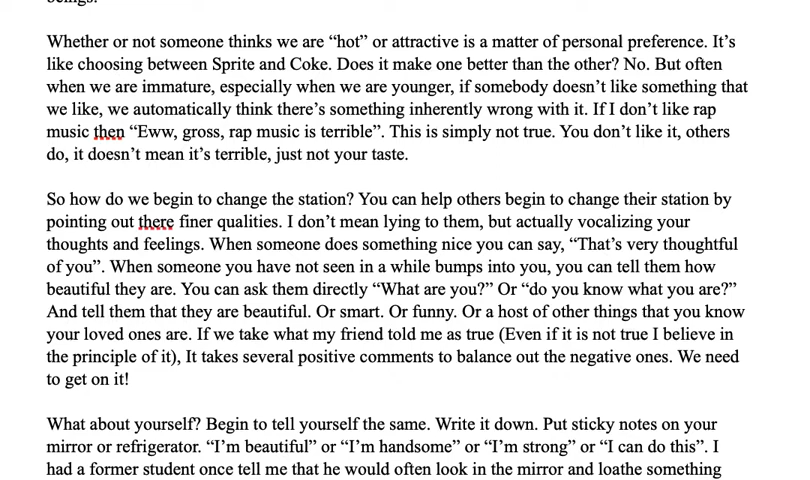 beings!
Whether or not someone thinks we are “hot” or attractive is a matter of personal preference. It’s
like choosing between Sprite and Coke. Does it make one better than the other? No. But often
when we are immature, especially when we are younger, if somebody doesn’t like something that
we like, we automatically think there’s something inherently wrong with it. If I don’t like rap
music then “Eww, gross, rap music is terrible”. This is simply not true. You don’t like it, others
do, it doesn’t mean it’s terrible, just not your taste.
So how do we begin to change the station? You can help others begin to change their station by
pointing out there finer qualities. I don’t mean lying to them, but actually vocalizing your
thoughts and feelings. When someone does something nice you can say, “That’s very thoughtful
of you”. When someone you have not seen in a while bumps into you, you can tell them how
beautiful they are. You can ask them directly “What are you?” Or “do you know what you are?”
And tell them that they are beautiful. Or smart. Or funny. Or a host of other things that you know
your loved ones are. If we take what my friend told me as true (Even if it is not true I believe in
the principle of it), It takes several positive comments to balance out the negative ones. We need
to get on it!
What about yourself? Begin to tell yourself the same. Write it down. Put sticky notes on your
mirror or refrigerator. “I’m beautiful” or “I’m handsome” or “I’m strong” or “I can do this”. I
had a former student once tell me that he would often look in the mirror and loathe something